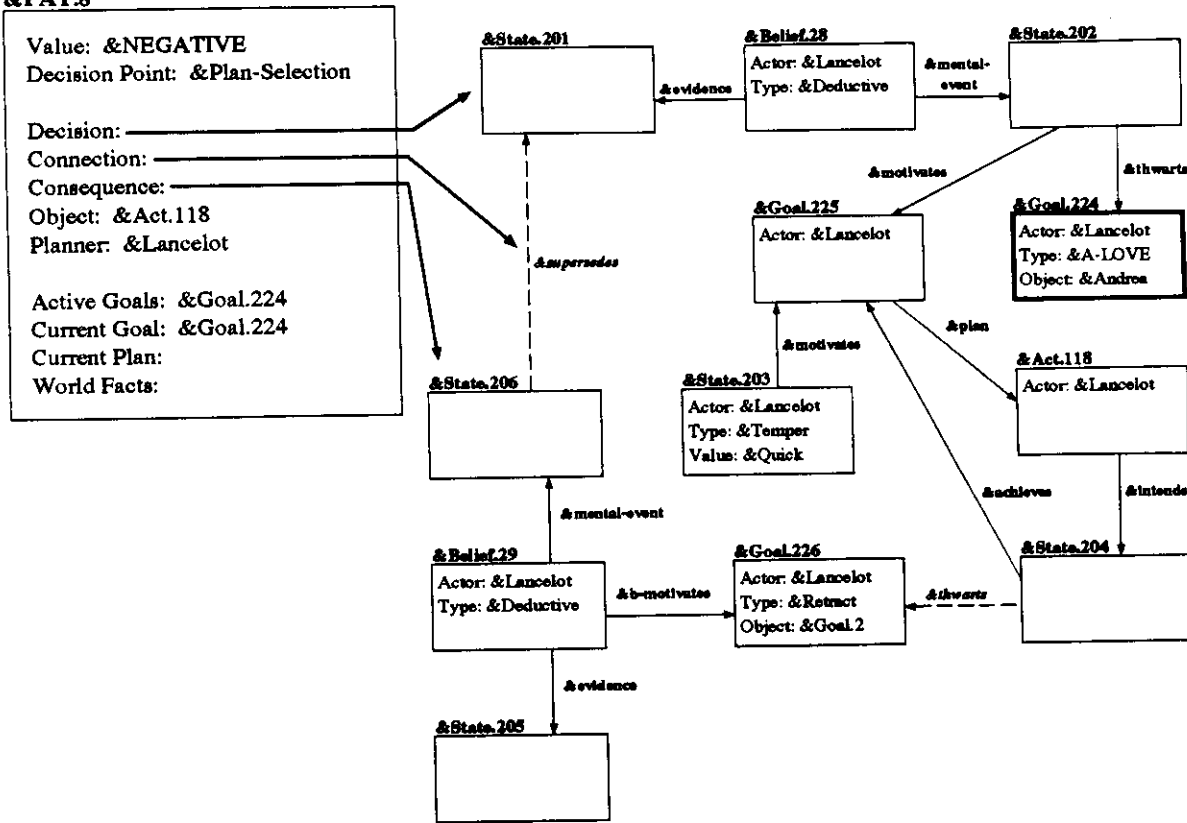 &PAT.8
Value: &NEGATIVE
Decision Point: &Plan-Selection
Decision:
Connection:
Consequence:
Object: &Act.118
Planner: &Lancelot
Active Goals: &Goal.224
Current Goal: &Goal.224
Current Plan:
World Facts:
&State.201
&evidence
&Belief.28
Actor: &Lancelot
Type: &Deductive
&mental-
event
&State.202
&motivates
&thwarts
&Goal.225
Actor: &Lancelot
&Goal.224
Actor: &Lancelot
Type: &A-LOVE
Object: &Andrea
&supersedes
&plan
&motivates
&State.206
&State.203
Actor: &Lancelot
Type: &Temper
Value: &Quick
&Act.118
Actor: &Lancelot
&achieves
&intends
&mental-event
&Belief.29
Actor: &Lancelot
Type: &Deductive
&b-motivates
&Goal.226
Actor: &Lancelot
Type: &Retract
Object: &Goal.2
&thwarts
&State.204
&evidence
&State.205